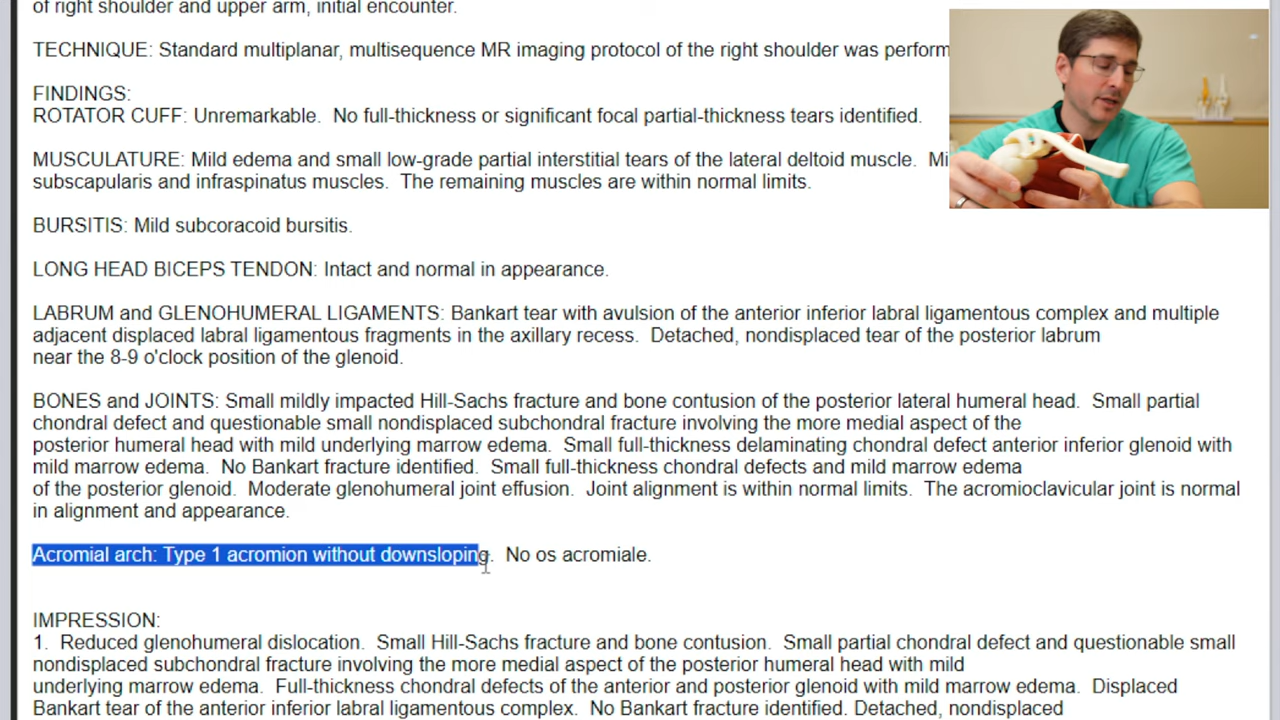 of right shoulder and upper arm, initial encounter.
TECHNIQUE: Standard multiplanar, multisequence MR imaging protocol of the right shoulder was perform
FINDINGS:
ROTATOR CUFF: Unremarkable. No full-thickness or significant focal partial-thickness tears identified.
MUSCULATURE: Mild edema and small low-grade partial interstitial tears of the lateral deltoid muscle. Mi
subscapularis and infraspinatus muscles. The remaining muscles are within normal limits.
BURSITIS: Mild subcoracoid bursitis.
LONG HEAD BICEPS TENDON: Intact and normal in appearance.
LABRUM and GLENOHUMERAL LIGAMENTS: Bankart tear with avulsion of the anterior inferior labral ligamentous complex and multiple
adjacent displaced labral ligamentous fragments in the axillary recess. Detached, nondisplaced tear of the posterior labrum
near the 8-9 o'clock position of the glenoid.
BONES and JOINTS: Small mildly impacted Hill-Sachs fracture and bone contusion of the posterior lateral humeral head. Small partial
chondral defect and questionable small nondisplaced subchondral fracture involving the more medial aspect of the
posterior humeral head with mild underlying marrow edema. Small full-thickness delaminating chondral defect anterior inferior glenoid with
mild marrow edema. No Bankart fracture identified. Small full-thickness chondral defects and mild marrow edema
of the posterior glenoid. Moderate glenohumeral joint effusion. Joint alignment is within normal limits. The acromioclavicular joint is normal
in alignment and appearance.
Acromial arch: Type 1 acromion without downsloping. No os acromiale.
IMPRESSION:
1. Reduced glenohumeral dislocation. Small Hill-Sachs fracture and bone contusion. Small partial chondral defect and questionable small
nondisplaced subchondral fracture involving the more medial aspect of the posterior humeral head with mild
underlying marrow edema. Full-thickness chondral defects of the anterior and posterior glenoid with mild marrow edema. Displaced
Bankart tear of the anterior inferior labral ligamentous complex. No Bankart fracture identified. Detached, nondisplaced